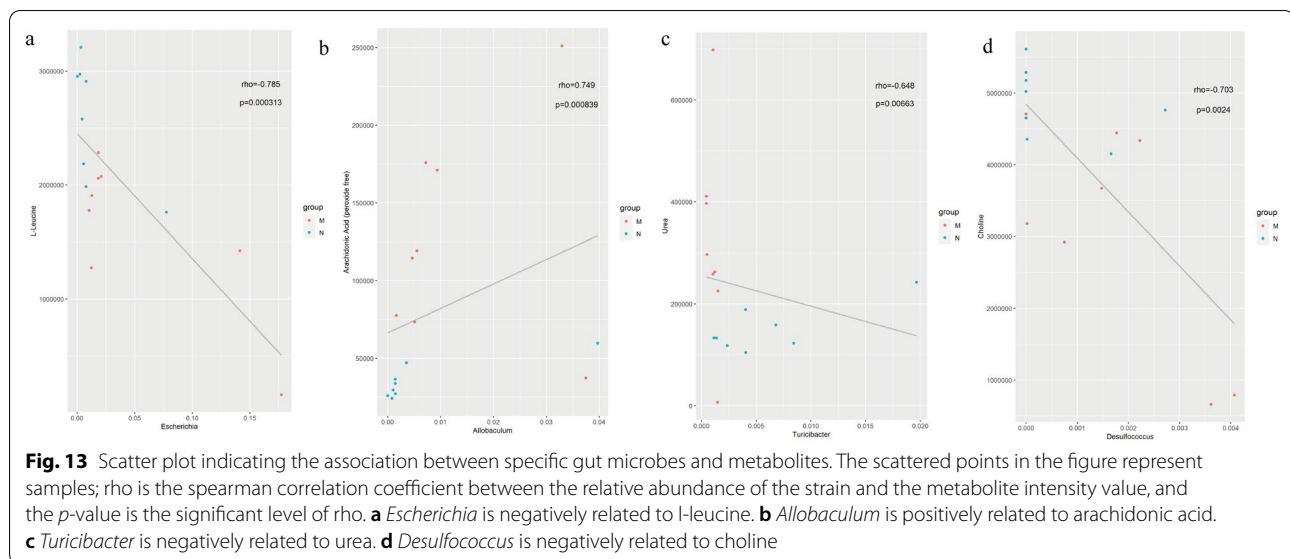 a
3000000
2000000
1000000
L-Leucine
0.00 0.05 0.10 0.15
Escherichia
rho=-0.785
p=0.000313
group
M
N
b
250000
200000
150000
100000
50000
0
Arachidonic Acid (peroxide free)
0.00 0.01 0.02 0.03 0.04
Allobaculum
rho=0.749
p=0.000839
group
M
N
c
600000
400000
200000
0
Urea
0.000 0.005 0.010 0.015 0.020
Turicibacter
rho=-0.648
p=0.00663
group
M
N
d
5000000
4000000
3000000
2000000
1000000
Choline
0.000 0.001 0.002 0.003 0.004
Desulfococcus
rho=-0.703
p=0.0024
group
M
N
Fig. 13 Scatter plot indicating the association between specific gut microbes and metabolites. The scattered points in the figure represent
samples; rho is the spearman correlation coefficient between the relative abundance of the strain and the metabolite intensity value, and
the p-value is the significant level of rho. a Escherichia is negatively related to l-leucine. b Allobaculum is positively related to arachidonic acid.
c Turicibacter is negatively related to urea. d Desulfococcus is negatively related to choline